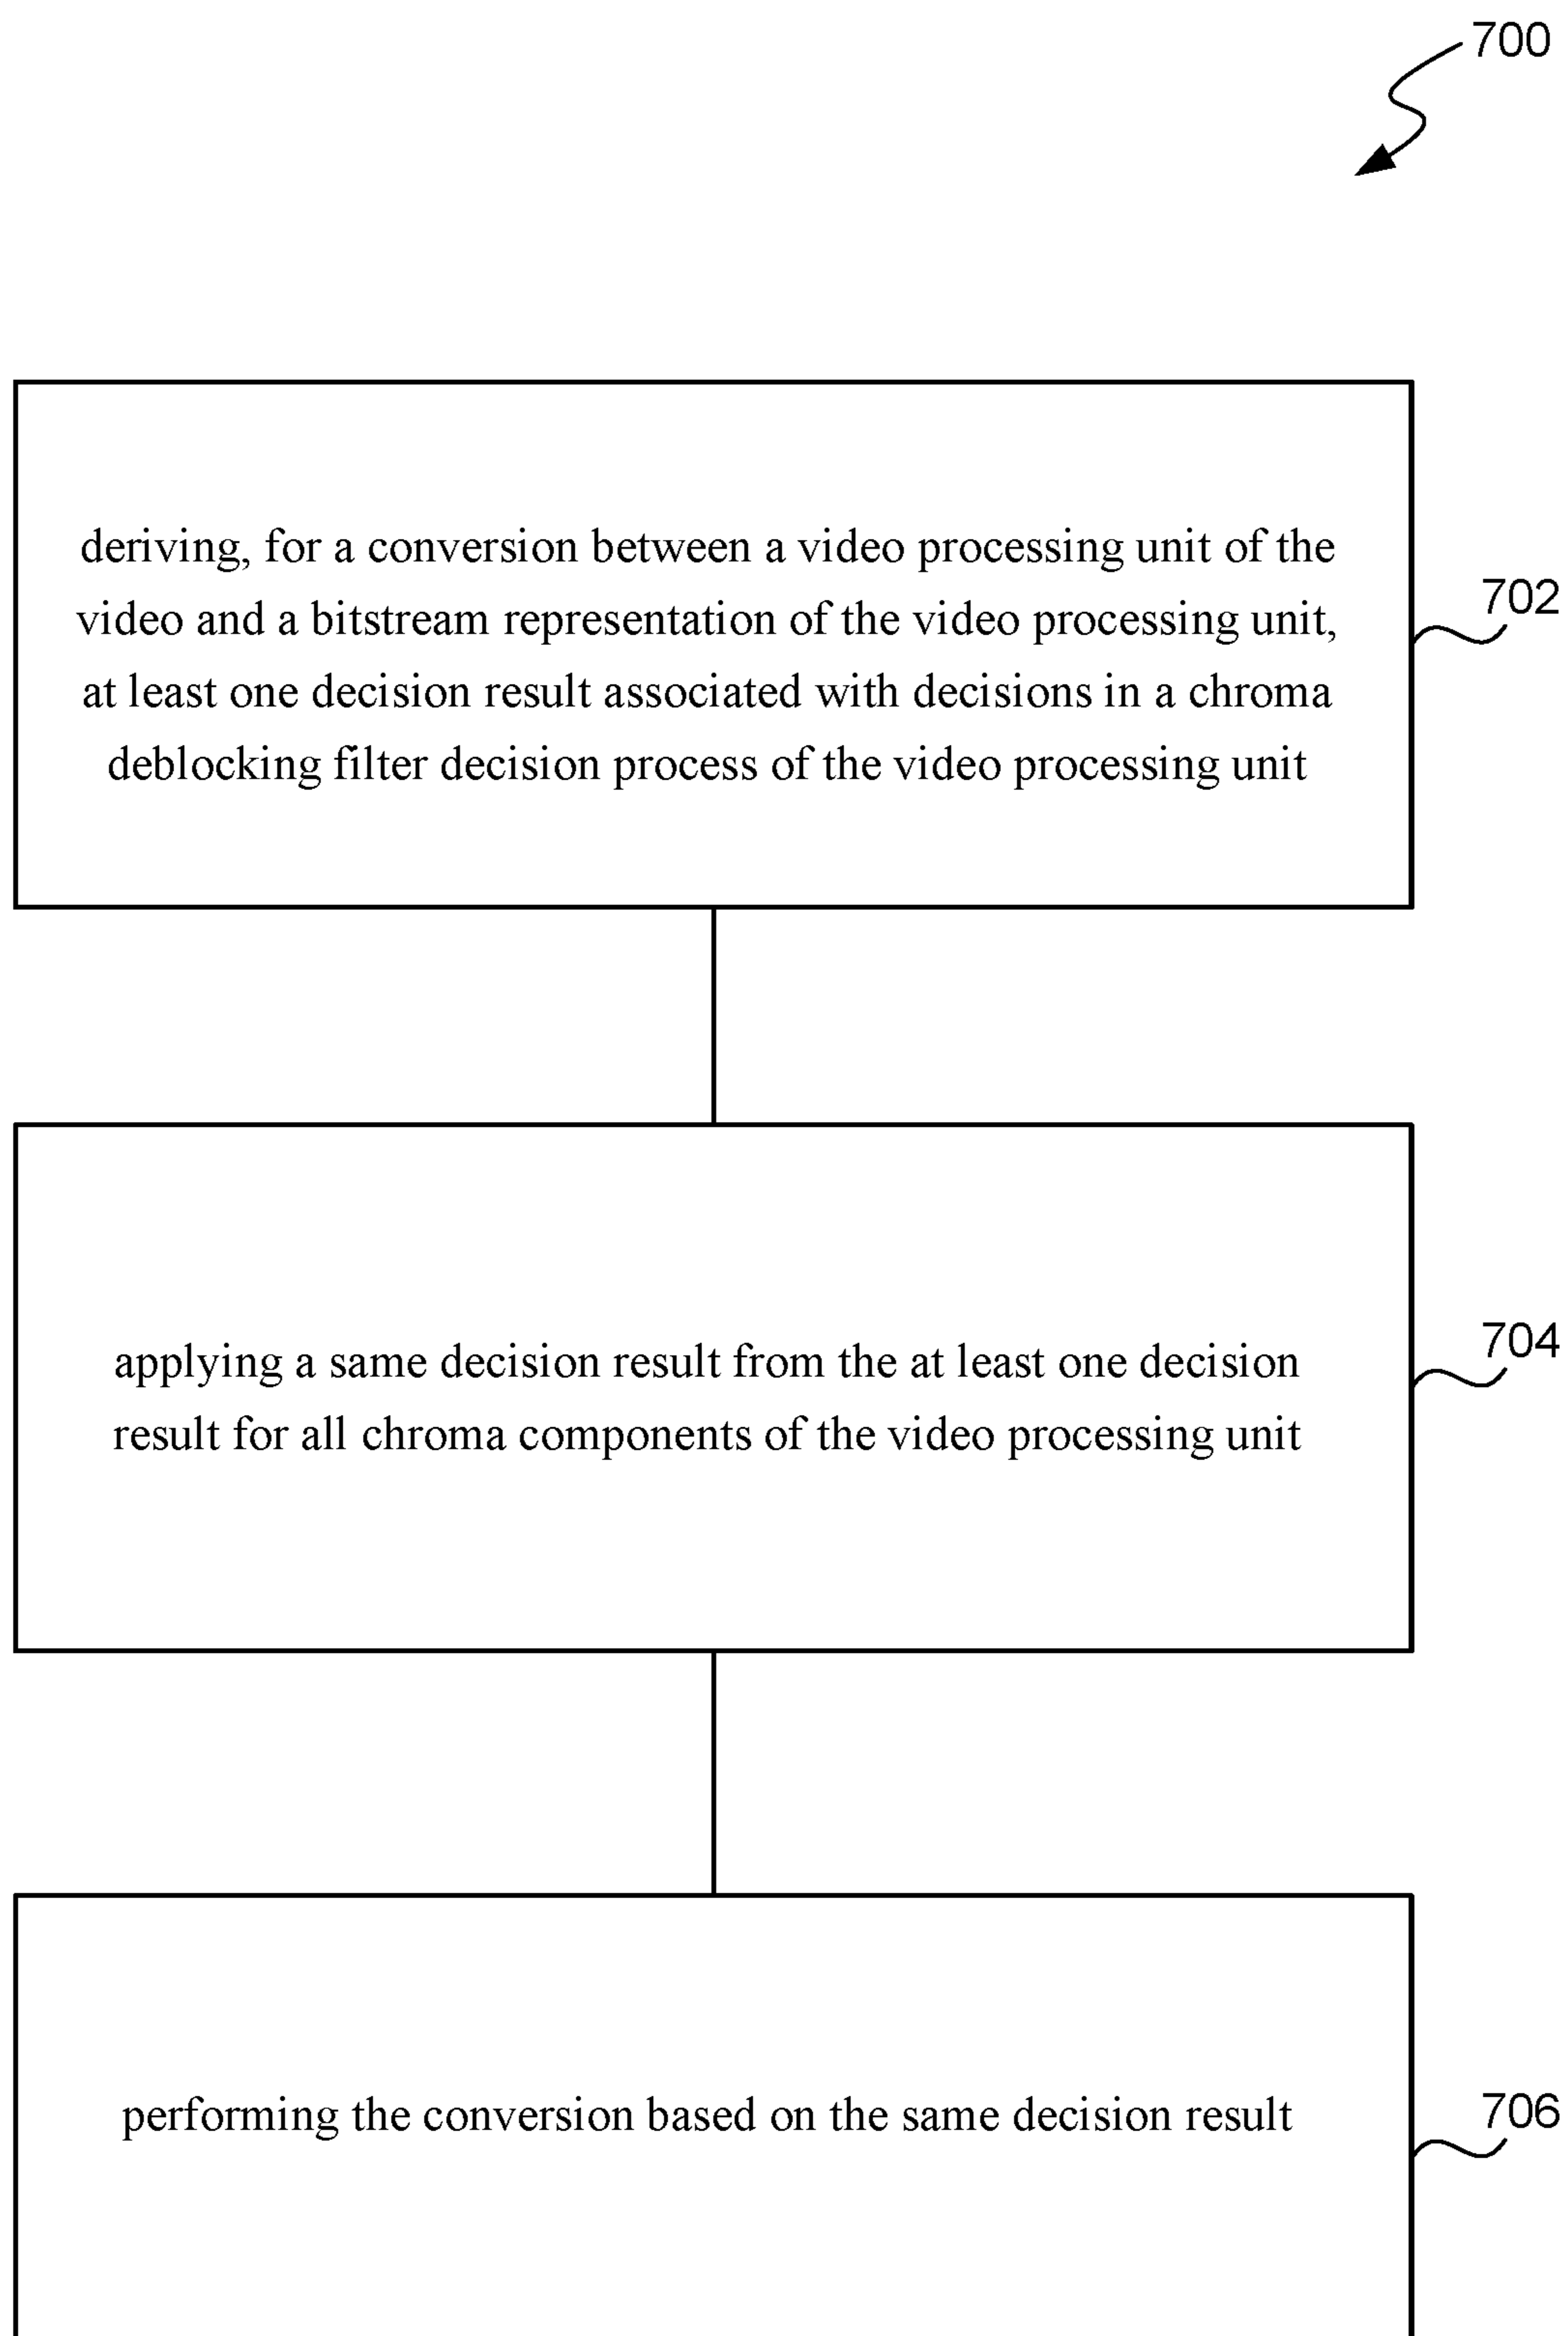 700
deriving, for a conversion between a video processing unit of the
video and a bitstream representation of the video processing unit,
at least one decision result associated with decisions in a chroma
deblocking filter decision process of the video processing unit
702
applying a same decision result from the at least one decision
result for all chroma components of the video processing unit
704
performing the conversion based on the same decision result
706